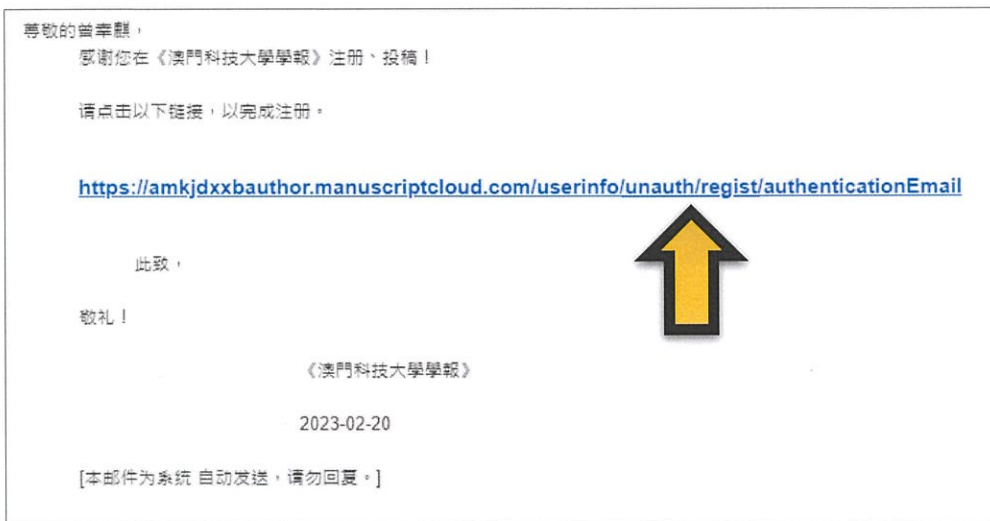 尊敬的曾幸麒，
感谢您在《澳門科技大學學報》注册、投稿！
请点击以下链接，以完成注册。
https://amkjdxxbauthor.manuscriptcloud.com/userinfo/unauth/regist/authenticationEmail
此致，
敬礼！
《澳門科技大學學報》
2023-02-20
[本邮件为系统 自动发送，请勿回复。]